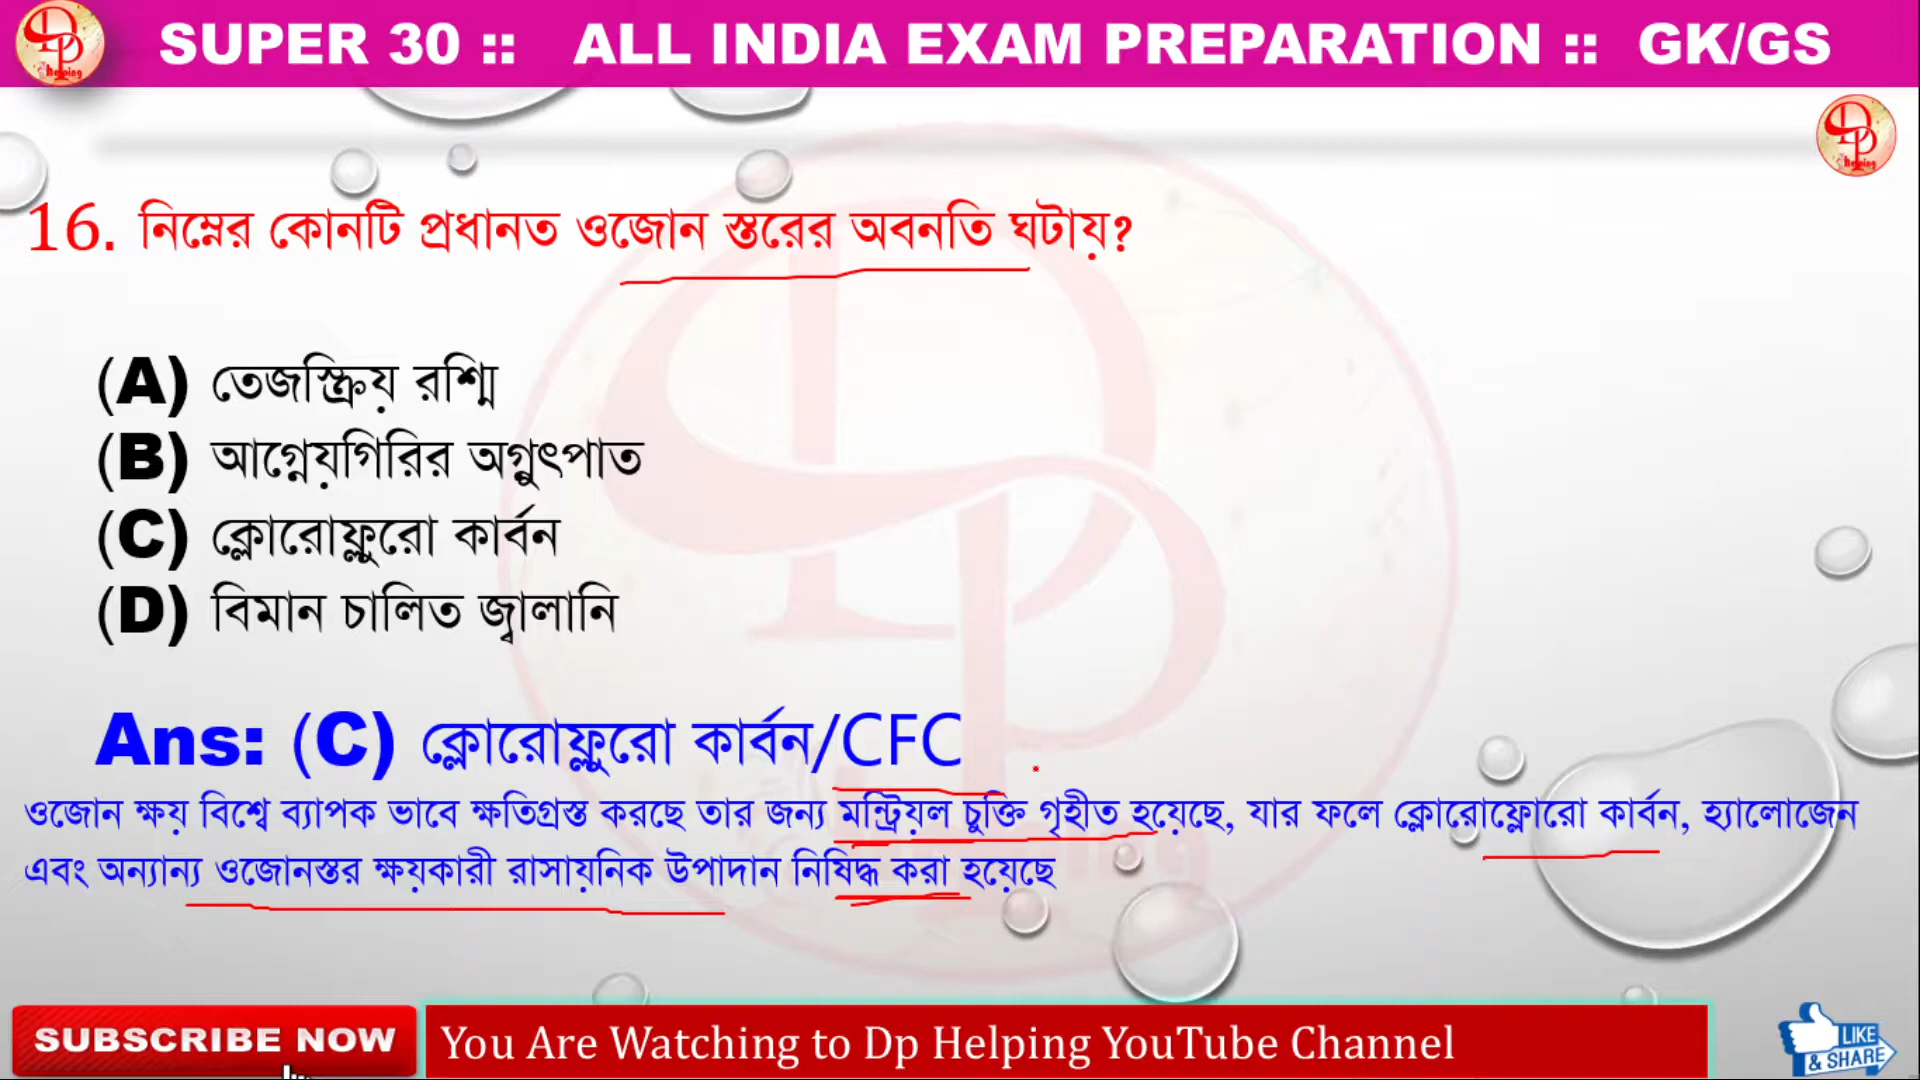 SUPER 30 :: ALL INDIA EXAM PREPARATION :: GK/GS
16. নিম্নের কোনটি প্রধানত ওজোন স্তরের অবনতি ঘটায়?
(A) তেজস্ক্রিয় রশ্মি
(B) আগ্নেয়গিরির অগ্নুৎপাত
(C) ক্লোরোফ্লুরো কার্বন
(D) বিমান চালিত জ্বালানি
Ans: (C) ক্লোরোফ্লুরো কার্বন/CFC
ওজোন ক্ষয় বিশ্বে ব্যাপক ভাবে ক্ষতিগ্রস্ত করছে তার জন্য মন্ট্রিয়ল চুক্তি গৃহীত হয়েছে, যার ফলে ক্লোরোফ্লোরো কার্বন, হ্যালোজেন
এবং অন্যান্য ওজোনস্তর ক্ষয়কারী রাসায়নিক উপাদান নিষিদ্ধ করা হয়েছে
SUBSCRIBE NOW
You Are Watching to Dp Helping YouTube Channel
LIKE
& SHARE